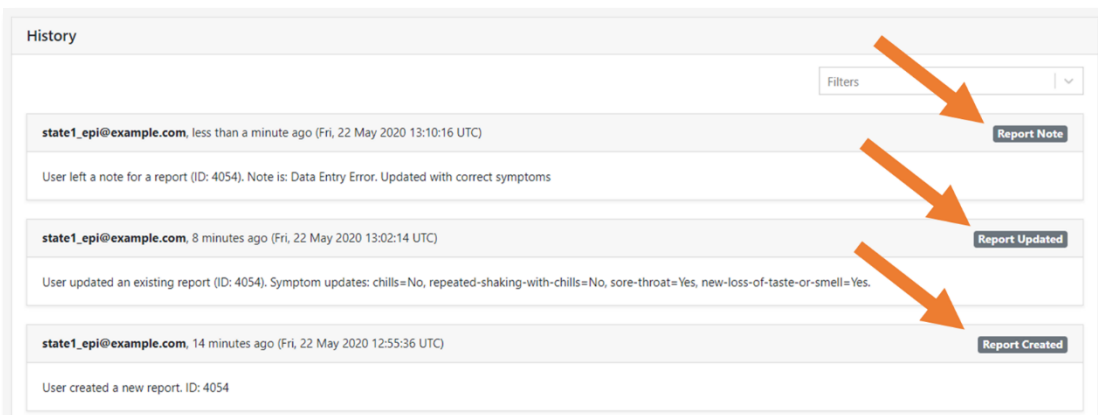 History
Filters
state1_epi@example.com, less than a minute ago (Fri, 22 May 2020 13:10:16 UTC) Report Note
User left a note for a report (ID: 4054). Note is: Data Entry Error. Updated with correct symptoms
state1_epi@example.com, 8 minutes ago (Fri, 22 May 2020 13:02:14 UTC) Report Updated
User updated an existing report (ID: 4054). Symptom updates: chills=No, repeated-shaking-with-chills=No, sore-throat=Yes, new-loss-of-taste-or-smell=Yes.
state1_epi@example.com, 14 minutes ago (Fri, 22 May 2020 12:55:36 UTC) Report Created
User created a new report. ID: 4054